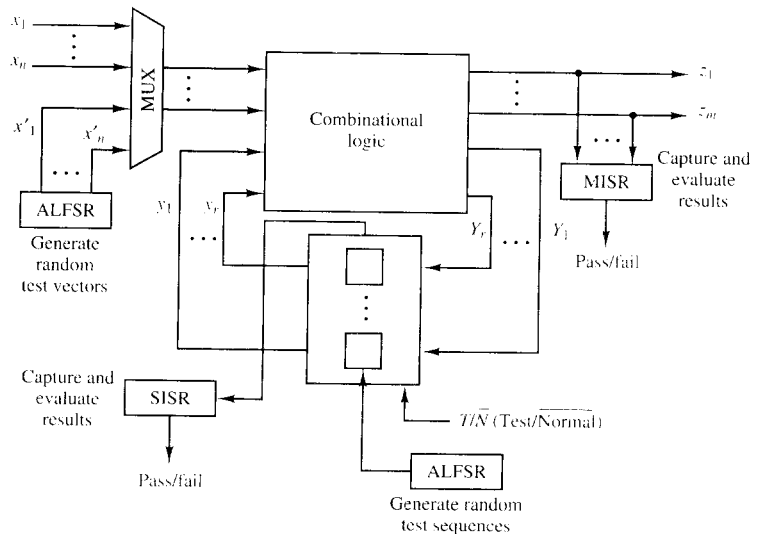 x₁
xₙ
x'₁
x'ₙ
MUX
Combinational
logic
z₁
zₘ
Capture and
evaluate
results
MISR
Pass/fail
ALFSR
Generate
random
test vectors
y₁
yᵣ
Yᵣ
Y₁
Capture and
evaluate
results
SISR
Pass/fail
T/N̅ (Test/N̅o̅r̅m̅a̅l̅)
ALFSR
Generate random
test sequences